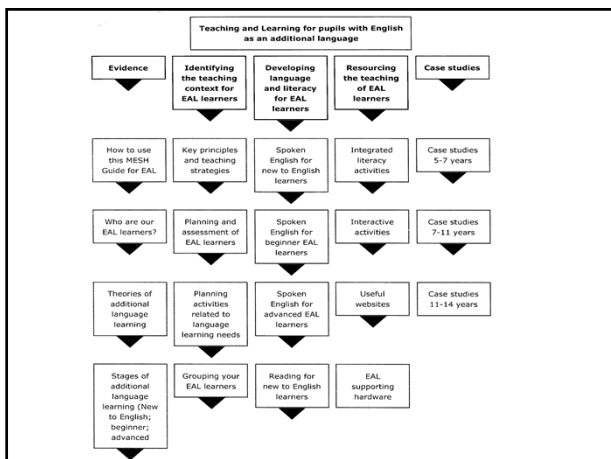 Teaching and Learning for pupils with English
as an additional language
Evidence
Identifying
the teaching
context for
EAL learners
Developing
language
and literacy
for EAL
learners
Resourcing
the teaching
of EAL
learners
Case studies
How to use
this MESH
Guide for EAL
Key principles
and teaching
strategies
Spoken
English for
new to English
learners
Integrated
literacy
activities
Case studies
5-7 years
Who are our
EAL learners?
Planning and
assessment of
EAL learners
Spoken
English for
beginner EAL
learners
Interactive
activities
Case studies
7-11 years
Theories of
additional
language
learning
Planning
activities
related to
language
learning needs
Spoken
English for
advanced EAL
learners
Useful
websites
Case studies
11-14 years
Stages of
additional
language
learning (New
to English;
beginner;
advanced
Grouping your
EAL learners
Reading for
new to English
learners
EAL
supporting
hardware